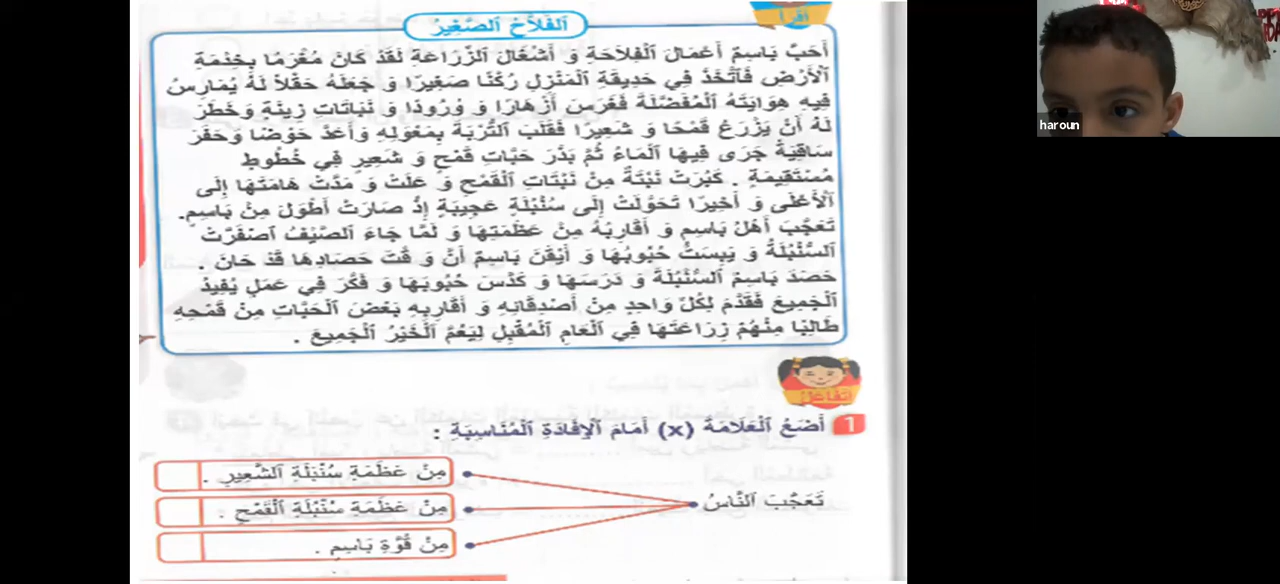 أقرأ
haroun
اَلْفَلَّاحُ اَلصَّغِيرُ
أَحَبَّ بَاسِمُ أَعْمَالَ اَلْفِلَاحَةِ وَ أَشْغَالَ اَلزِّرَاعَةِ لَقَدْ كَانَ مُغْرَمًا بِخِدْمَةِ
اَلْأَرْضِ فَاَتَّخَذَ فِي حَدِيقَةِ اَلْمَنْزِلِ رُكْنًا صَغِيرًا وَ جَعَلَهُ حَقْلاً لَهُ يُمَارِسُ
فِيهِ هِوَايَتَهُ اَلْمُفَضَّلَةَ فَغَرَسَ أَزْهَارًا وَ وُرُودًا وَ نَبَاتَاتِ زِينَةٍ وَ خَطَرَ
لَهُ أَنْ يَزْرَعَ قَمْحًا وَ شَعِيرًا فَقَلَبَ اَلتُّرْبَةَ بِمِعْوَلِهِ وَ أَعَدَّ حَوْضًا وَ حَفَرَ
سَاقِيَةً جَرَى فِيهَا اَلْمَاءُ ثُمَّ بَذَرَ حَبَّاتِ قَمْحٍ وَ شَعِيرٍ فِي خُطُوطٍ
مُسْتَقِيمَةٍ . كَبُرَتْ نَبْتَةٌ مِنْ نَبْتَاتِ اَلْقَمْحِ وَ عَلَتْ وَ مَدَّتْ هَامَتَهَا إِلَى
اَلْأَعْلَى وَ أَخِيرًا تَحَوَّلَتْ إِلَى سُنْبُلَةٍ عَجِيبَةٍ إِذْ صَارَتْ أَطْوَلَ مِنْ بَاسِمٍ.
تَعَجَّبَ أَهْلُ بَاسِمٍ وَ أَقَارِبُهُ مِنْ عَظَمَتِهَا وَ لَمَّا جَاءَ اَلصَّيْفُ اَصْفَرَّتْ
اَلسُّنْبُلَةُ وَ يَبِسَتْ حُبُوبُهَا وَ أَيْقَنَ بَاسِمٌ أَنَّ وَ قْتَ حَصَادِهَا قَدْ حَانَ .
حَصَدَ بَاسِمٌ اَلسُّنْبُلَةَ وَ دَرَسَهَا وَ كَدَّسَ حُبُوبَهَا وَ فَكَّرَ فِي عَمَلٍ يُفِيدُ
اَلْجَمِيعَ فَقَدَّمَ لِكُلِّ وَاحِدٍ مِنْ أَصْدِقَائِهِ وَ أَقَارِبِهِ بَعْضَ اَلْحَبَّاتِ مِنْ قَمْحِهِ
طَالِبًا مِنْهُمْ زِرَاعَتَهَا فِي اَلْعَامِ اَلْمُقْبِلِ لِيَعُمَّ اَلْخَيْرُ اَلْجَمِيعَ .
أَتَفَاعَلُ
1 أَضَعُ اَلْعَلَامَةَ (x) أَمَامَ اَلْإِفَادَةِ اَلْمُنَاسِبَةِ :
تَعَجَّبَ اَلنَّاسُ
مِنْ عَظَمَةِ سُنْبُلَةِ اَلشَّعِيرِ .
مِنْ عَظَمَةِ سُنْبُلَةِ اَلْقَمْحِ .
مِنْ قُوَّةِ بَاسِمٍ .